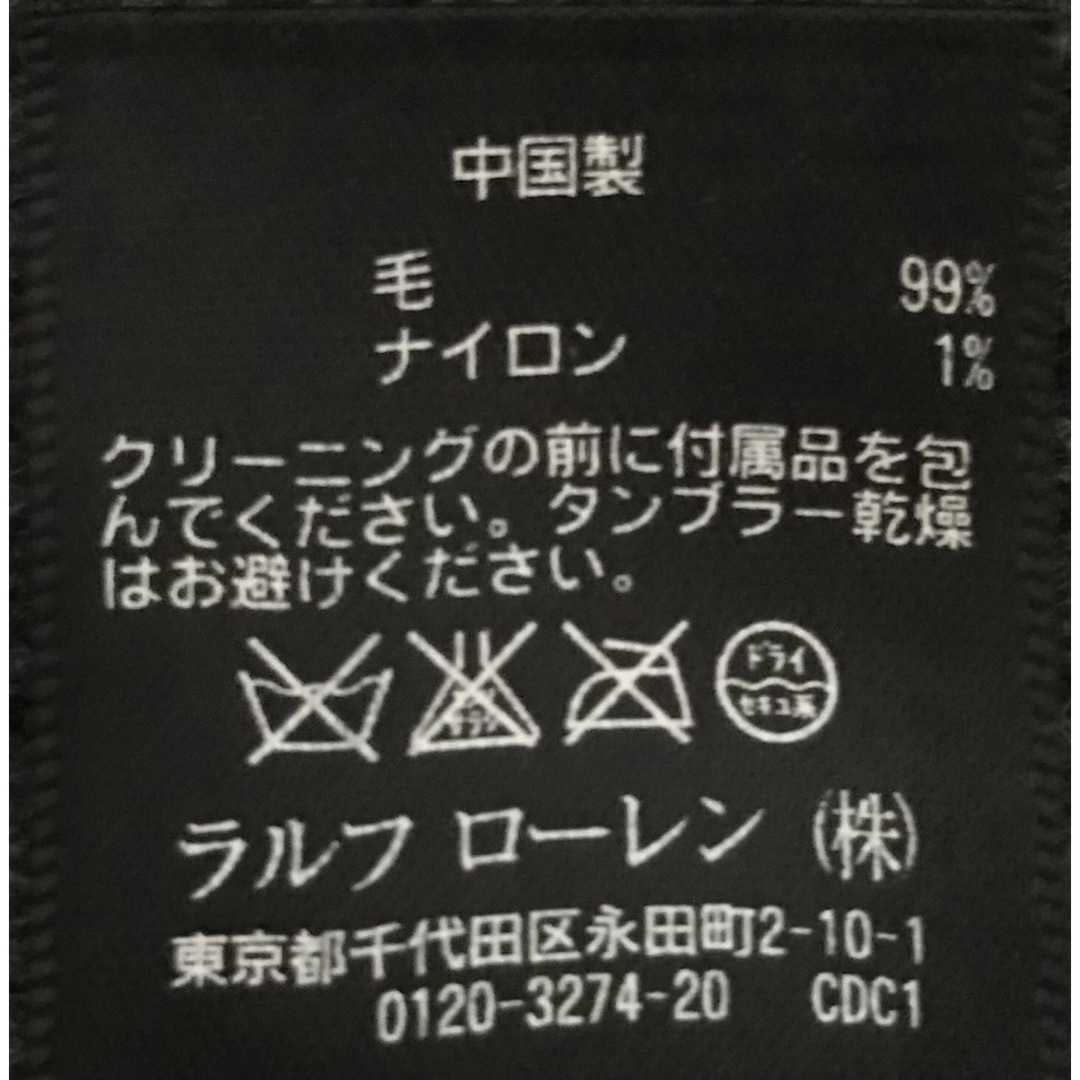 中国製
毛 99%
ナイロン 1%
クリーニングの前に付属品を包
んでください。タンブラー乾燥
はお避けください。
ドライ
セキユ系
ラルフ ローレン (株)
東京都千代田区永田町2-10-1
0120-3274-20 CDC1